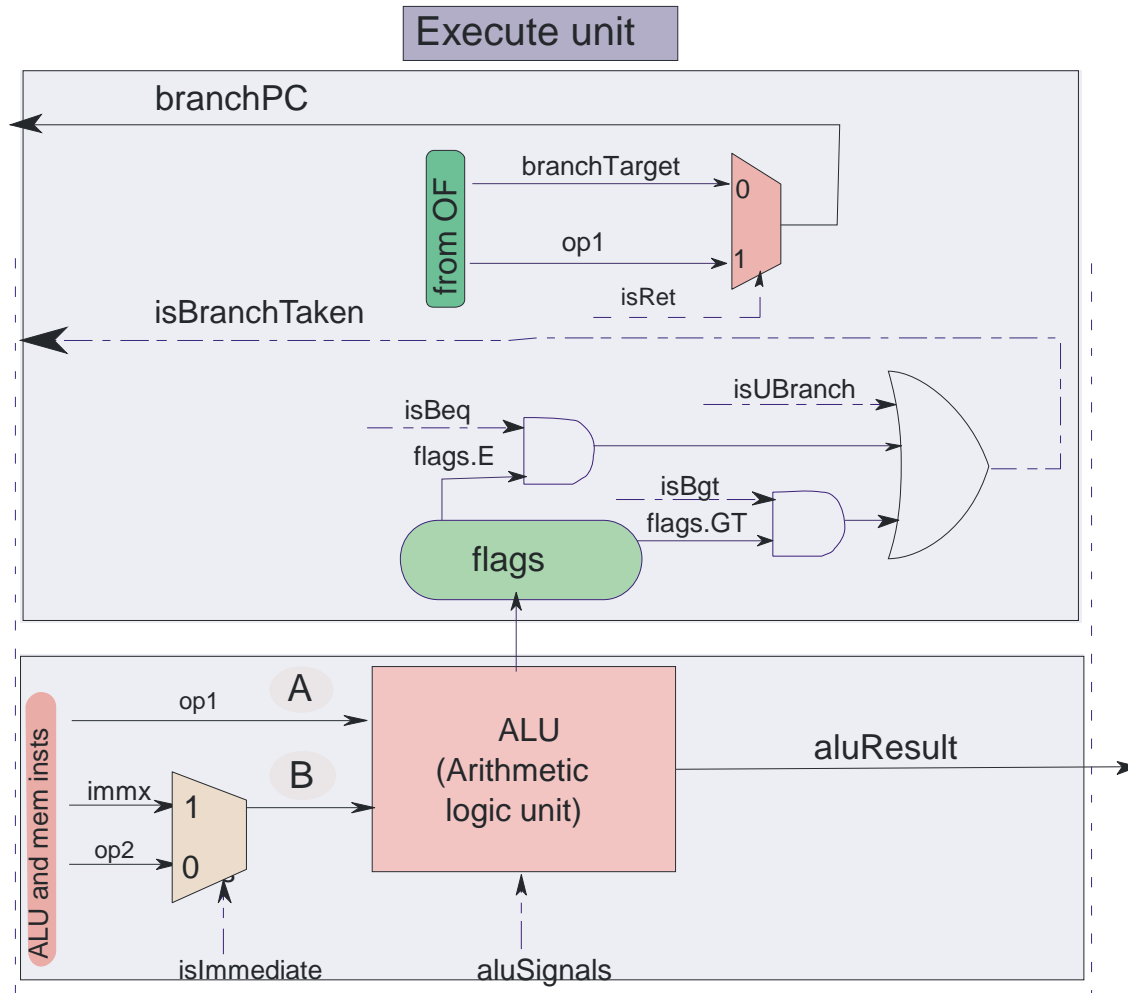 Execute unit
branchPC
from OF
branchTarget
0
op1
1
isRet
isBranchTaken
isUBranch
isBeq
flags.E
isBgt
flags.GT
flags
ALU and mem insts
op1
A
ALU
(Arithmetic
logic unit)
aluResult
B
immx
1
op2
0
isImmediate
aluSignals